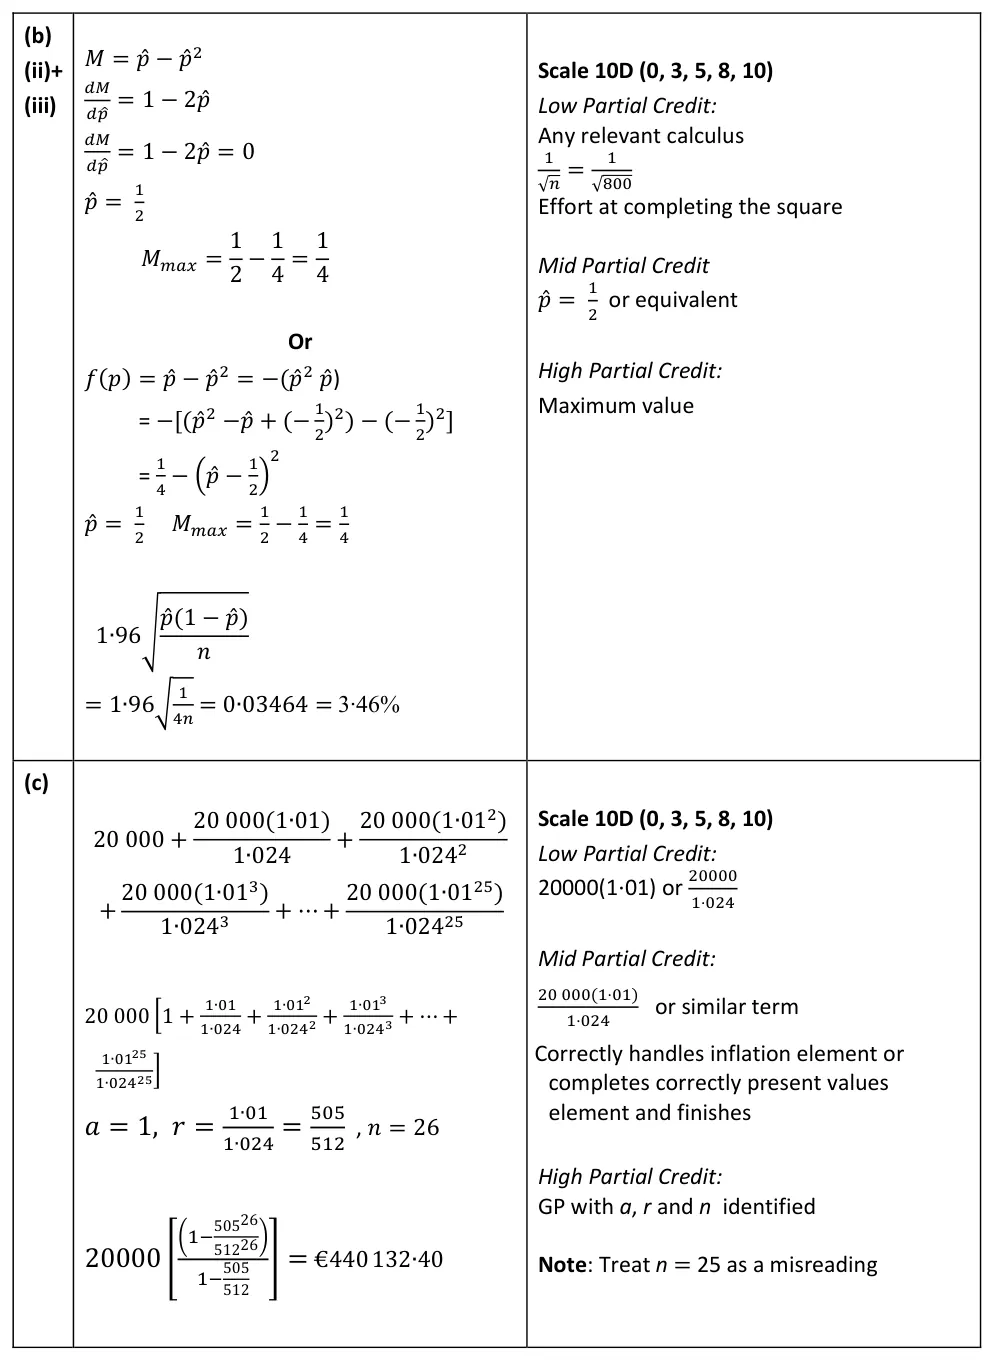 (b)
(ii)+
(iii)
M = p̂ − p̂²
dM/dp̂ = 1 − 2p̂
dM/dp̂ = 1 − 2p̂ = 0
p̂ = 1/2
M_max = 1/2 − 1/4 = 1/4
Or
f(p) = p̂ − p̂² = −(p̂² p̂)
= −[(p̂² −p̂ + (−1/2)²) − (−1/2)²]
= 1/4 − (p̂ − 1/2)²
p̂ = 1/2 M_max = 1/2 − 1/4 = 1/4
1·96√(p̂(1 − p̂)/n)
= 1·96√(1/4n) = 0·03464 = 3·46%
Scale 10D (0, 3, 5, 8, 10)
Low Partial Credit:
Any relevant calculus
1/√n = 1/√800
Effort at completing the square
Mid Partial Credit
p̂ = 1/2 or equivalent
High Partial Credit:
Maximum value
(c)
20 000 + 20 000(1·01)/1·024 + 20 000(1·01²)/1·024²
+ 20 000(1·01³)/1·024³ + ⋯ + 20 000(1·01²⁵)/1·024²⁵
20 000 [1 + 1·01/1·024 + 1·01²/1·024² + 1·01³/1·024³ + ⋯ +
1·01²⁵/1·024²⁵]
a = 1, r = 1·01/1·024 = 505/512 , n = 26
20000 [(1−505²⁶/512²⁶)/(1−505/512)] = €440 132·40
Scale 10D (0, 3, 5, 8, 10)
Low Partial Credit:
20000(1·01) or 20000/1·024
Mid Partial Credit:
20 000(1·01)/1·024 or similar term
Correctly handles inflation element or
completes correctly present values
element and finishes
High Partial Credit:
GP with a, r and n identified
Note: Treat n = 25 as a misreading